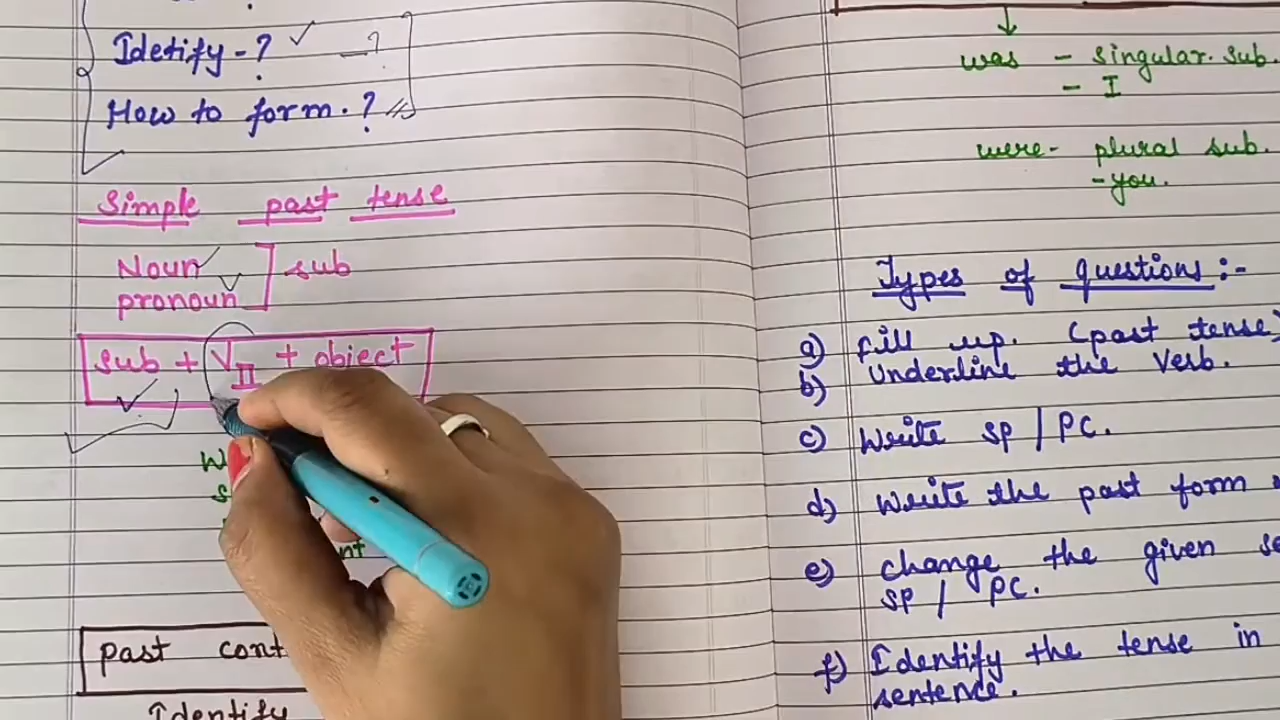 Idetify - ? — ?
How to form . ?
Simple past tense
Noun
pronoun
sub
sub + VII + object
past cont
Identify
was - singular. sub.
- I
were - plural sub.
- you.
Types of questions :-
a) fill up. (past tense)
b) Underline the verb.
c) Write SP / PC.
d) Write the past form
e) change the given se
SP / PC.
f) Identify the tense in
sentence.